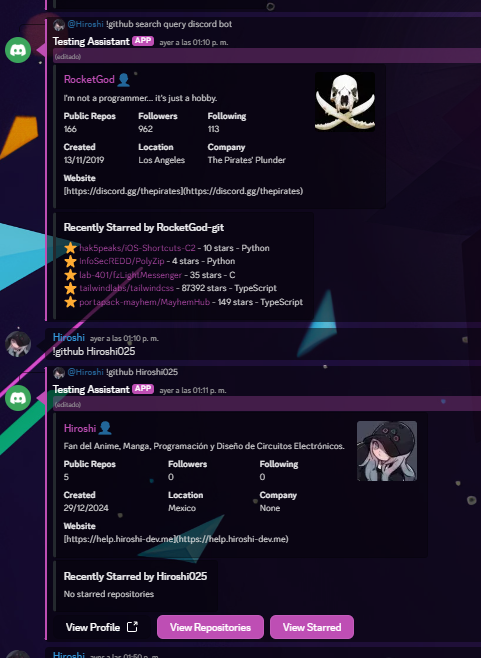 @Hiroshi !github search query discord bot
Testing Assistant APP ayer a las 01:10 p. m.
(editado)
RocketGod 👤
I'm not a programmer... it's just a hobby.
Public Repos Followers Following
166 962 113
Created Location Company
13/11/2019 Los Angeles The Pirates' Plunder
Website
[https://discord.gg/thepirates](https://discord.gg/thepirates)
Recently Starred by RocketGod-git
⭐ hak5peaks/iOS-Shortcuts-C2 - 10 stars - Python
⭐ InfoSecREDD/PolyZip - 4 stars - Python
⭐ lab-401/fzLightMessenger - 35 stars - C
⭐ tailwindlabs/tailwindcss - 87392 stars - TypeScript
⭐ portapack-mayhem/MayhemHub - 149 stars - TypeScript
Hiroshi ayer a las 01:10 p. m.
!github Hiroshi025
@Hiroshi !github Hiroshi025
Testing Assistant APP ayer a las 01:11 p. m.
(editado)
Hiroshi 👤
Fan del Anime, Manga, Programación y Diseño de Circuitos Electrónicos.
Public Repos Followers Following
5 0 0
Created Location Company
29/12/2024 Mexico None
Website
[https://help.hiroshi-dev.me](https://help.hiroshi-dev.me)
Recently Starred by Hiroshi025
No starred repositories
View Profile View Repositories View Starred
Hiroshi ayer a las 01:50 p. m.